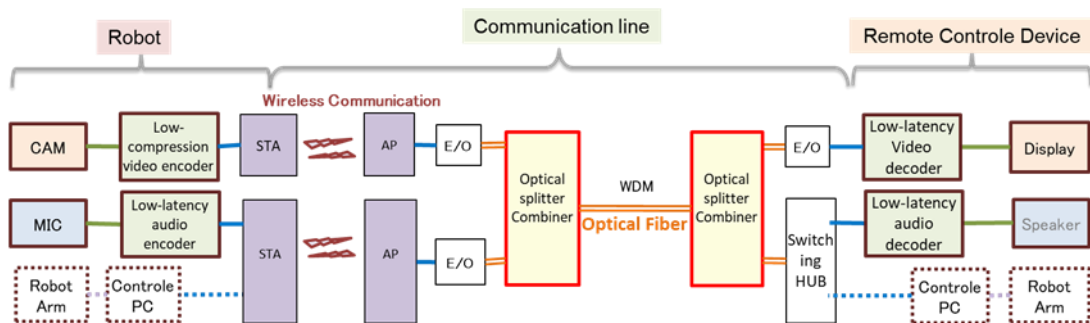 Robot
Communication line
Remote Controle Device
Wireless Communication
CAM
Low-
compression
video encoder
STA
AP
E/O
Optical
splitter
Combiner
WDM
Optical Fiber
Optical
splitter
Combiner
E/O
Low-latency
Video
decoder
Display
MIC
Low-latency
audio
encoder
STA
AP
E/O
Switch
ing
HUB
Low-latency
audio
decoder
Speaker
Robot
Arm
Controle
PC
Controle
PC
Robot
Arm